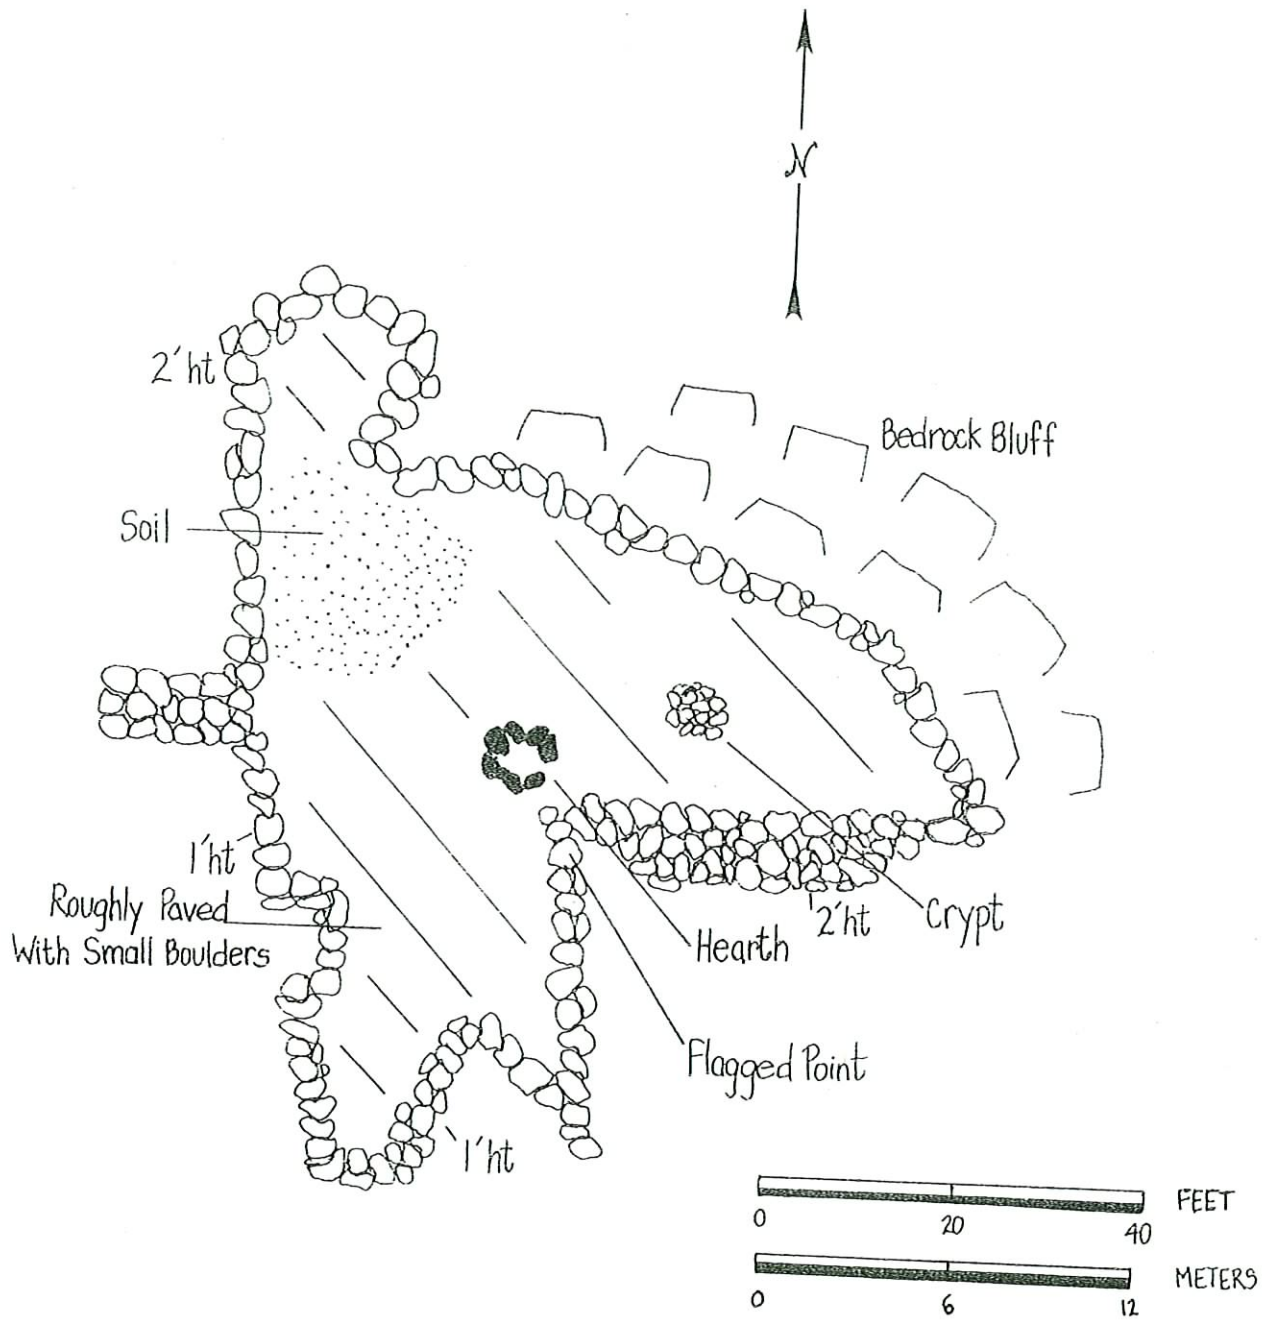 N
2'ht
Bedrock Bluff
Soil
1'ht
Roughly Paved
With Small Boulders
2'ht
Crypt
Hearth
Flagged Point
1'ht
FEET
0 20 40
METERS
0 6 12